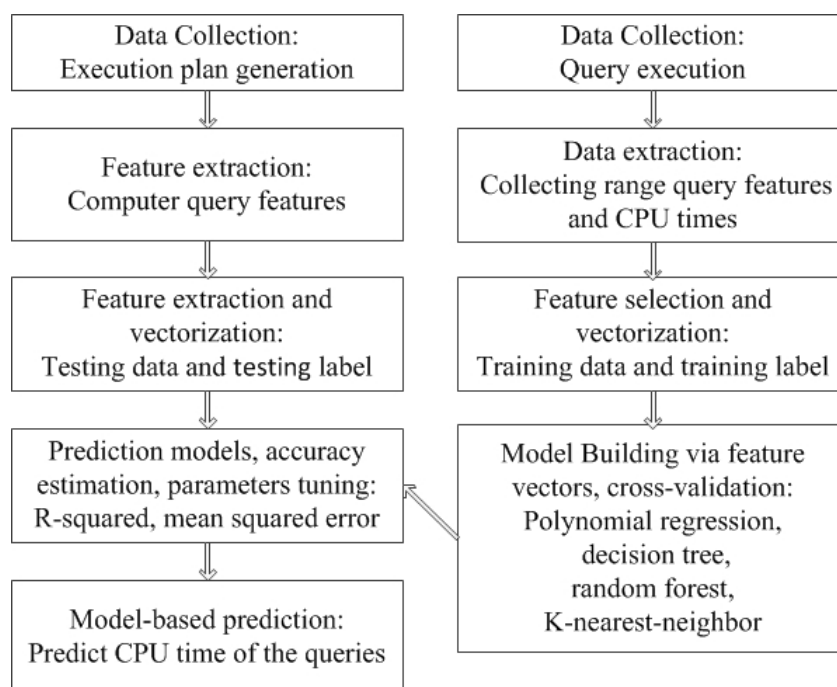 Data Collection:
Execution plan generation
Feature extraction:
Computer query features
Feature extraction and
vectorization:
Testing data and testing label
Prediction models, accuracy
estimation, parameters tuning:
R-squared, mean squared error
Model-based prediction:
Predict CPU time of the queries
Data Collection:
Query execution
Data extraction:
Collecting range query features
and CPU times
Feature selection and
vectorization:
Training data and training label
Model Building via feature
vectors, cross-validation:
Polynomial regression,
decision tree,
random forest,
K-nearest-neighbor